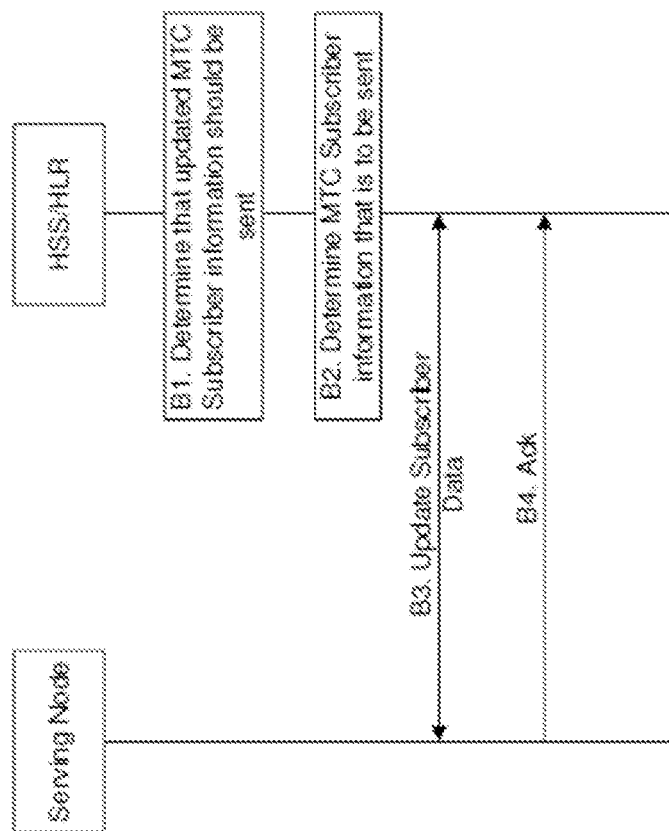 Serving Node
HSS/HLR
B1. Determine that updated MTC
Subscriber information should be
sent
B2. Determine MTC Subscriber
information that is to be sent
B3. Update Subscriber
Data
B4. Ack